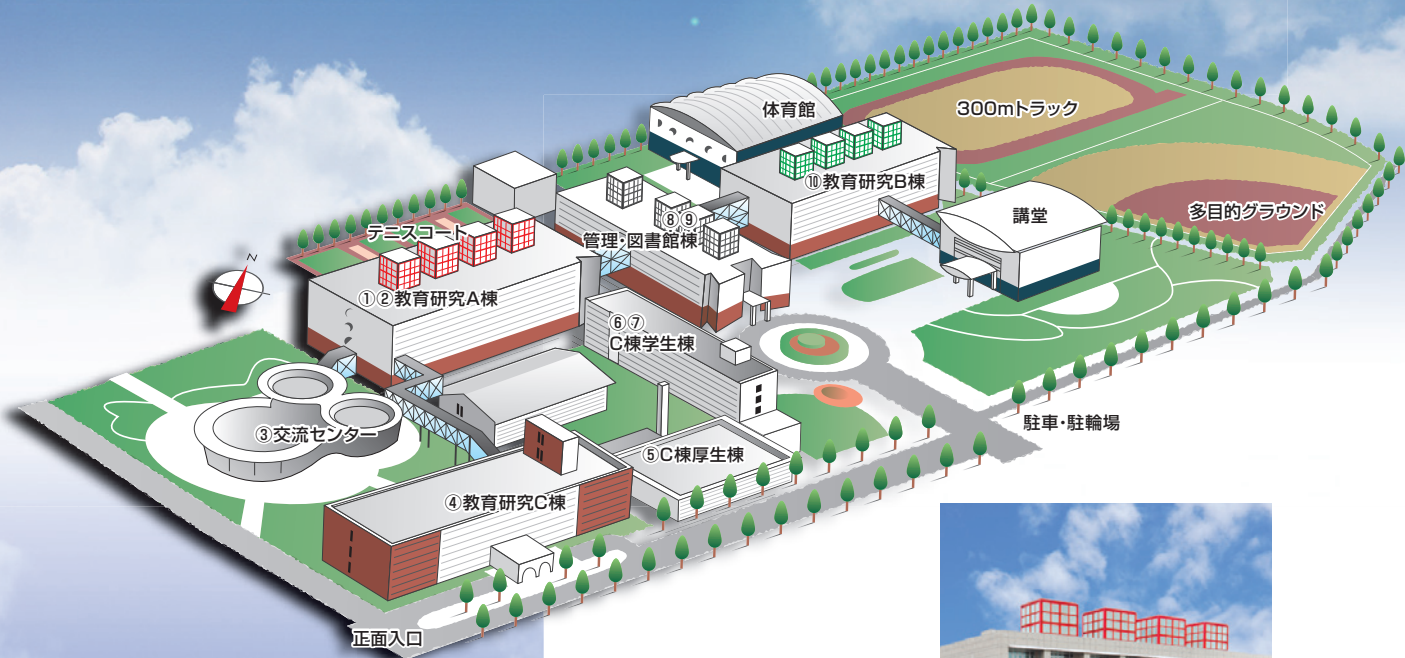 体育館
300mトラック
⑩教育研究B棟
講堂
多目的グラウンド
⑧⑨
管理・図書館棟
テニスコート
N
①②教育研究A棟
⑥⑦
C棟学生棟
③交流センター
駐車・駐輪場
⑤C棟厚生棟
④教育研究C棟
正面入口